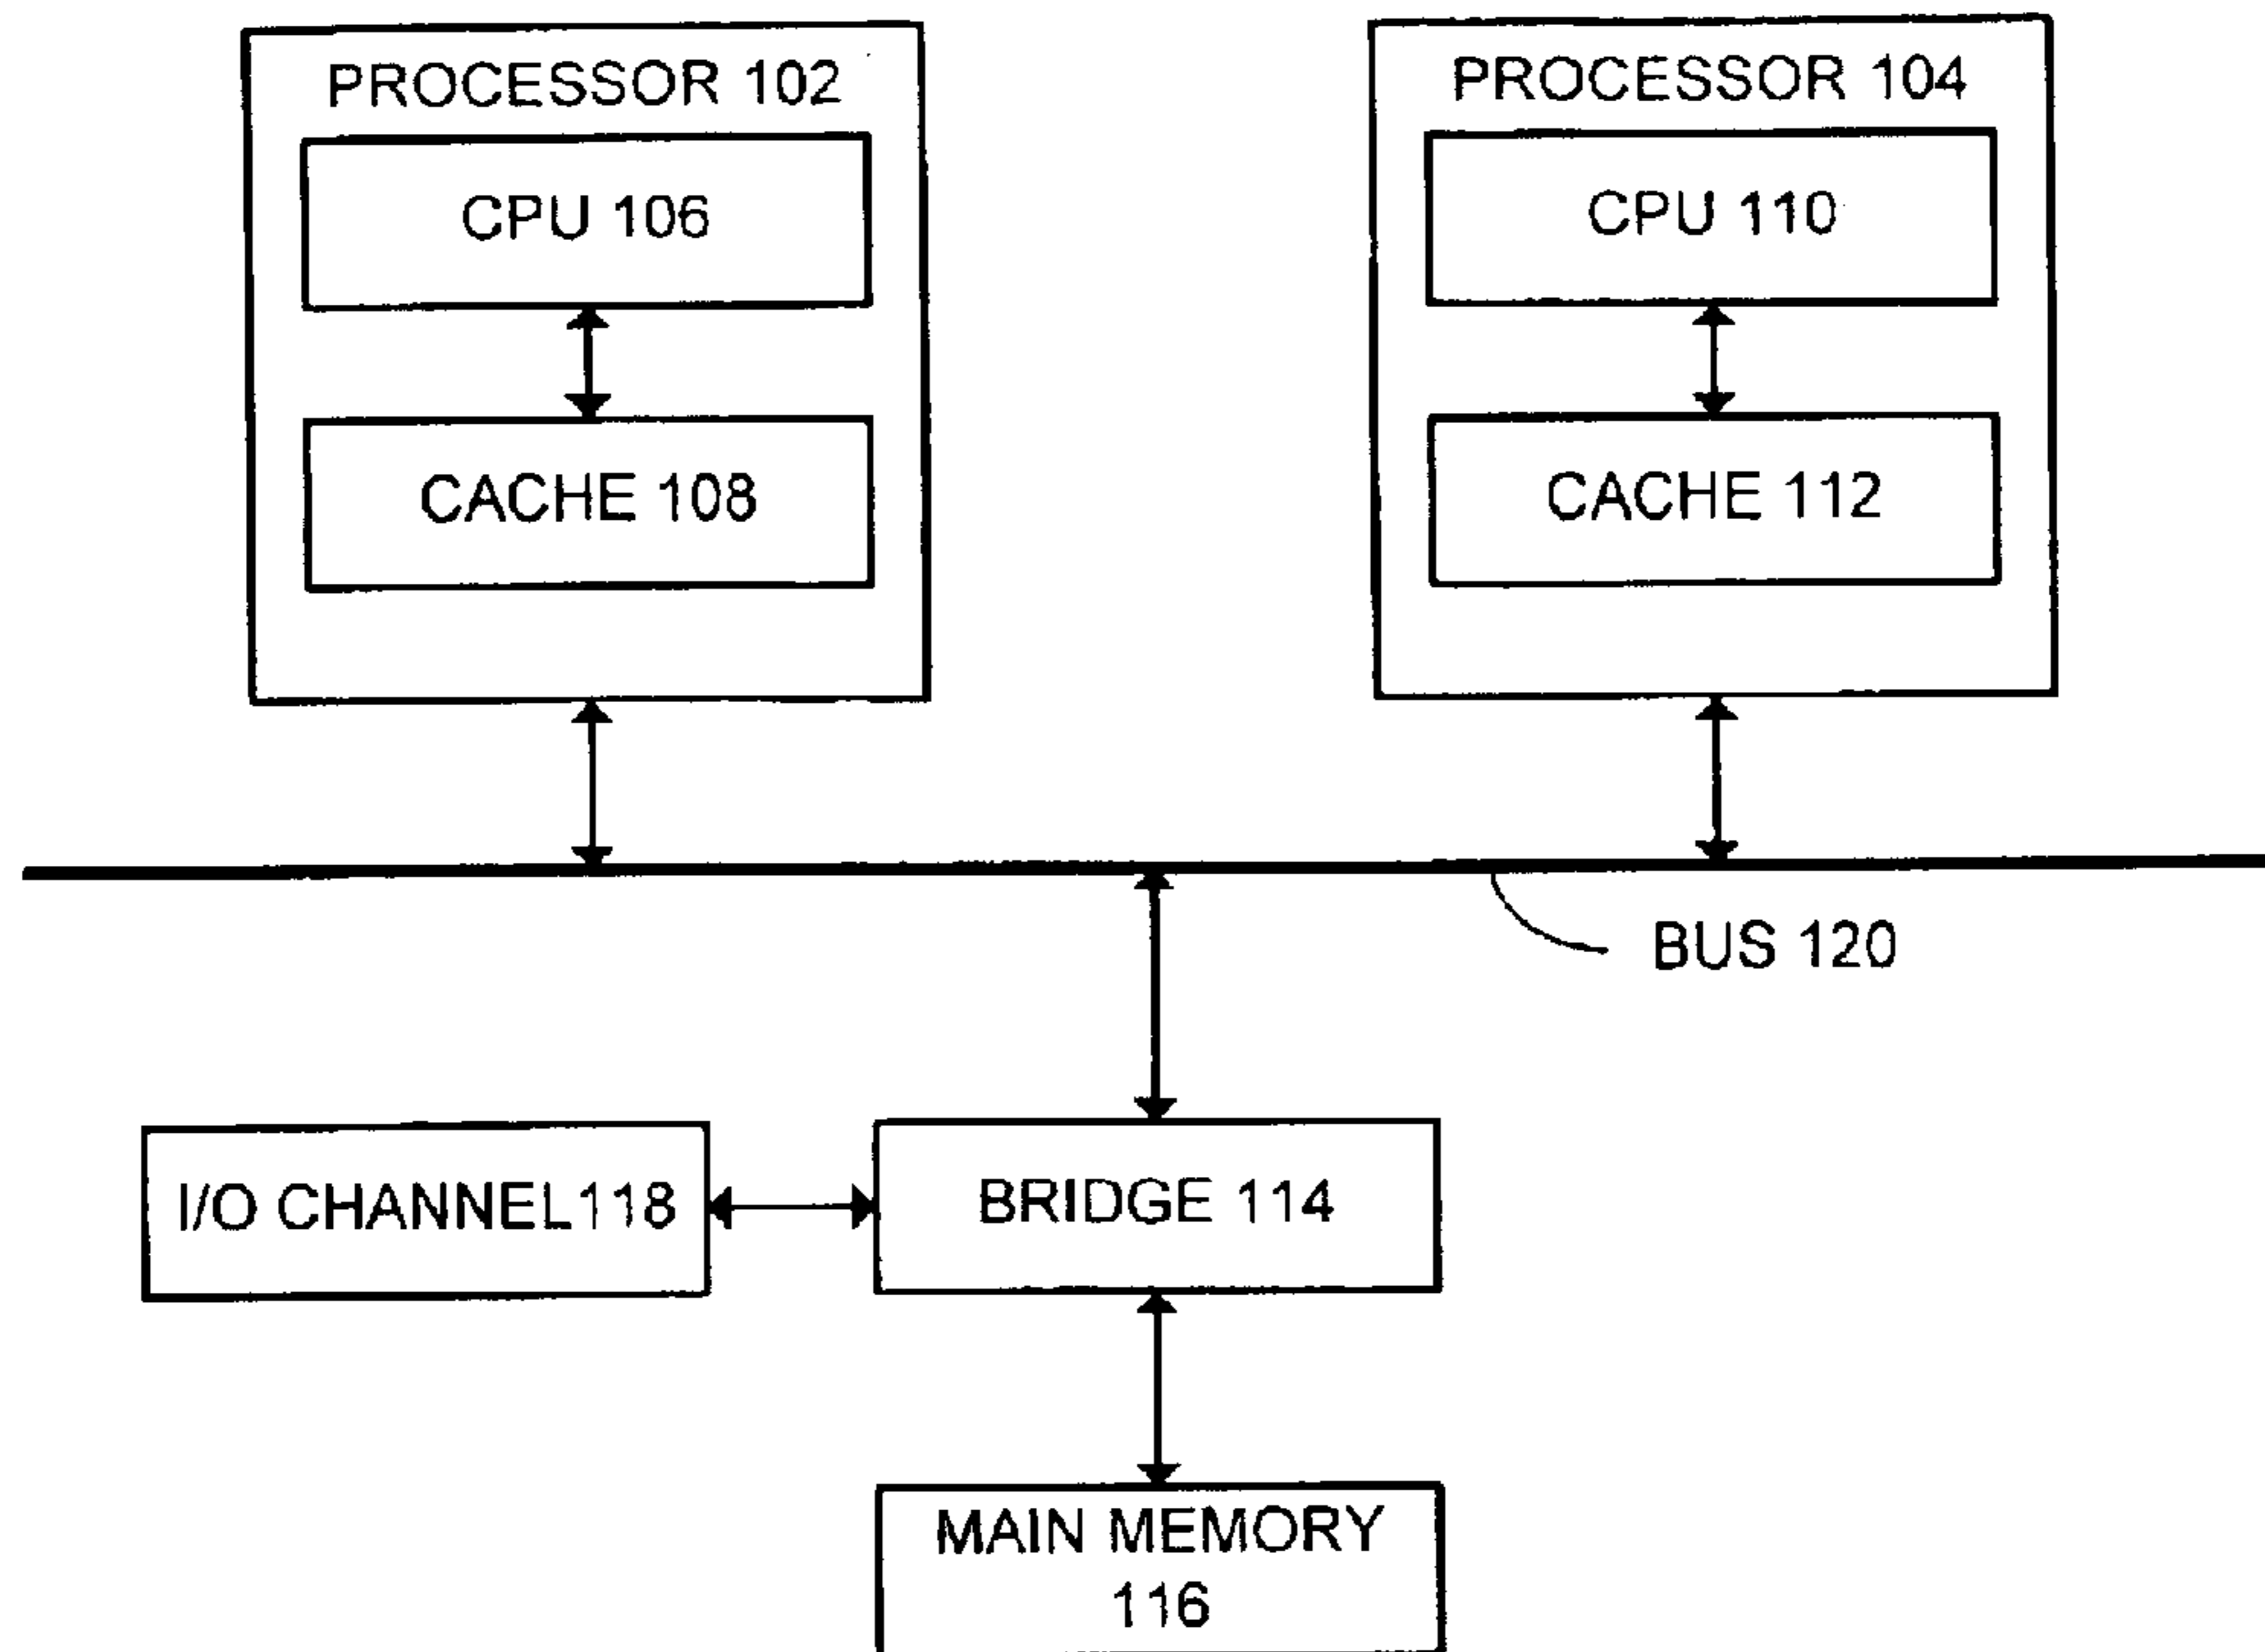 PROCESSOR 102
PROCESSOR 104
CPU 106
CPU 110
CACHE 108
CACHE 112
BUS 120
I/O CHANNEL118
BRIDGE 114
MAIN MEMORY
116